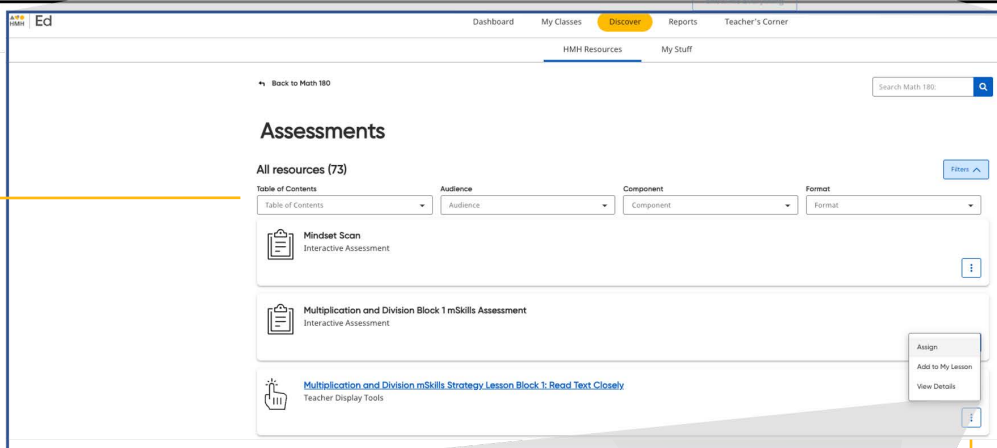 HMH Ed
Dashboard My Classes Discover Reports Teacher's Corner
HMH Resources My Stuff
Back to Math 180
Search Math 180:
Assessments
All resources (73)
Filters
Table of Contents Audience Component Format
Table of Contents Audience Component Format
Mindset Scan
Interactive Assessment
Multiplication and Division Block 1 mSkills Assessment
Interactive Assessment
Assign
Add to My Lesson
View Details
Multiplication and Division mSkills Strategy Lesson Block 1: Read Text Closely
Teacher Display Tools